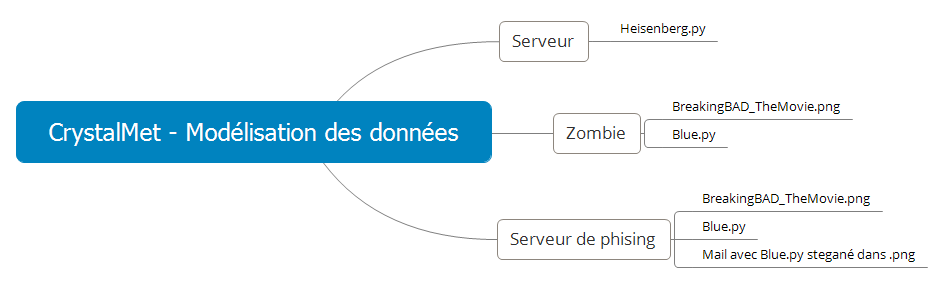 Serveur
Heisenberg.py
CrystalMet - Modélisation des données
Zombie
BreakingBAD_TheMovie.png
Blue.py
Serveur de phising
BreakingBAD_TheMovie.png
Blue.py
Mail avec Blue.py stegané dans .png